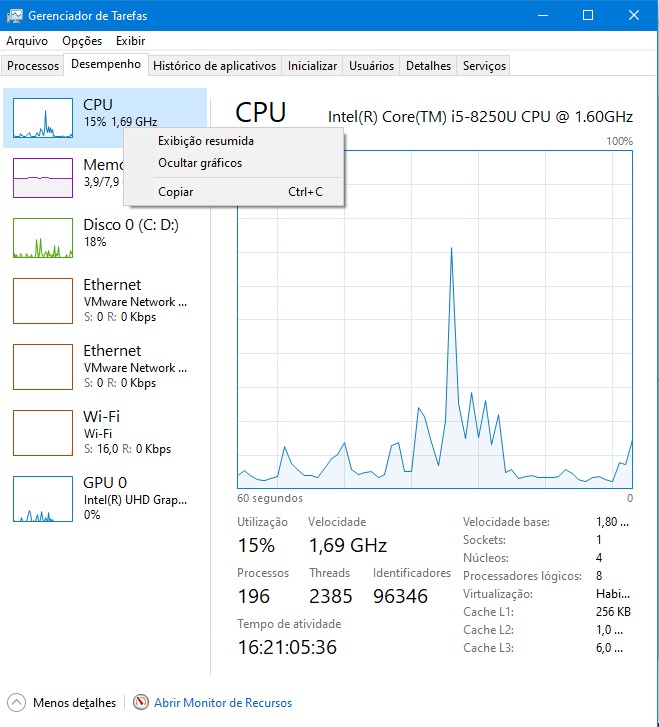 Gerenciador de Tarefas
Arquivo Opções Exibir
Processos Desempenho Histórico de aplicativos Inicializar Usuários Detalhes Serviços
CPU
15% 1,69 GHz
Exibição resumida
Ocultar gráficos
Copiar Ctrl+C
3,9/7,9
Disco 0 (C: D:)
18%
Ethernet
VMware Network ...
S: 0 R: 0 Kbps
Ethernet
VMware Network ...
S: 0 R: 0 Kbps
Wi-Fi
Wi-Fi
S: 16,0 R: 0 Kbps
GPU 0
Intel(R) UHD Grap...
0%
CPU Intel(R) Core(TM) i5-8250U CPU @ 1.60GHz
100%
60 segundos 0
Utilização Velocidade
15% 1,69 GHz
Processos Threads Identificadores
196 2385 96346
Tempo de atividade
16:21:05:36
Velocidade base: 1,80 ...
Sockets: 1
Núcleos: 4
Processadores lógicos: 8
Virtualização: Habi...
Cache L1: 256 KB
Cache L2: 1,0 ...
Cache L3: 6,0 ...
Menos detalhes Abrir Monitor de Recursos